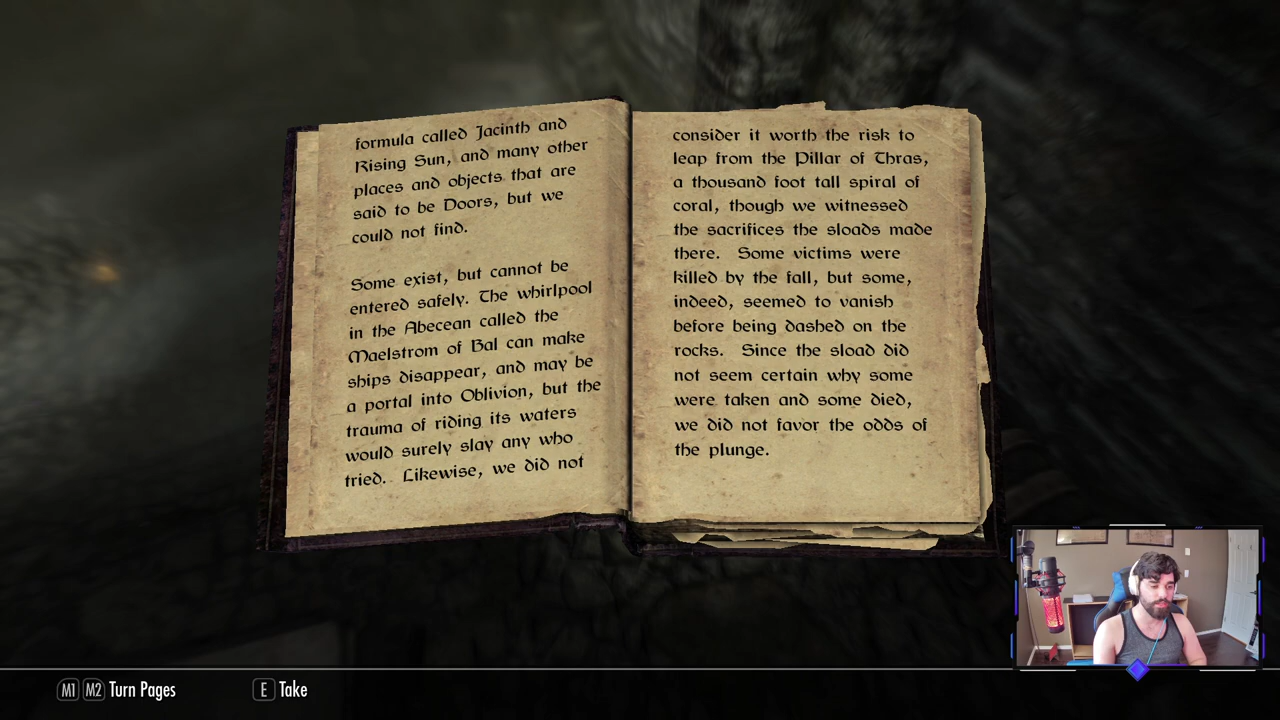 formula called Jacinth and
Rising Sun, and many other
places and objects that are
said to be Doors, but we
could not find.
Some exist, but cannot be
entered safely. The whirlpool
in the Abecean called the
Maelstrom of Bal can make
ships disappear, and may be
a portal into Oblivion, but the
trauma of riding its waters
would surely slay any who
tried. Likewise, we did not
consider it worth the risk to
leap from the Pillar of Thras,
a thousand foot tall spiral of
coral, though we witnessed
the sacrifices the sloads made
there. Some victims were
killed by the fall, but some,
indeed, seemed to vanish
before being dashed on the
rocks. Since the sload did
not seem certain why some
were taken and some died,
we did not favor the odds of
the plunge.
M1 M2 Turn Pages
E Take